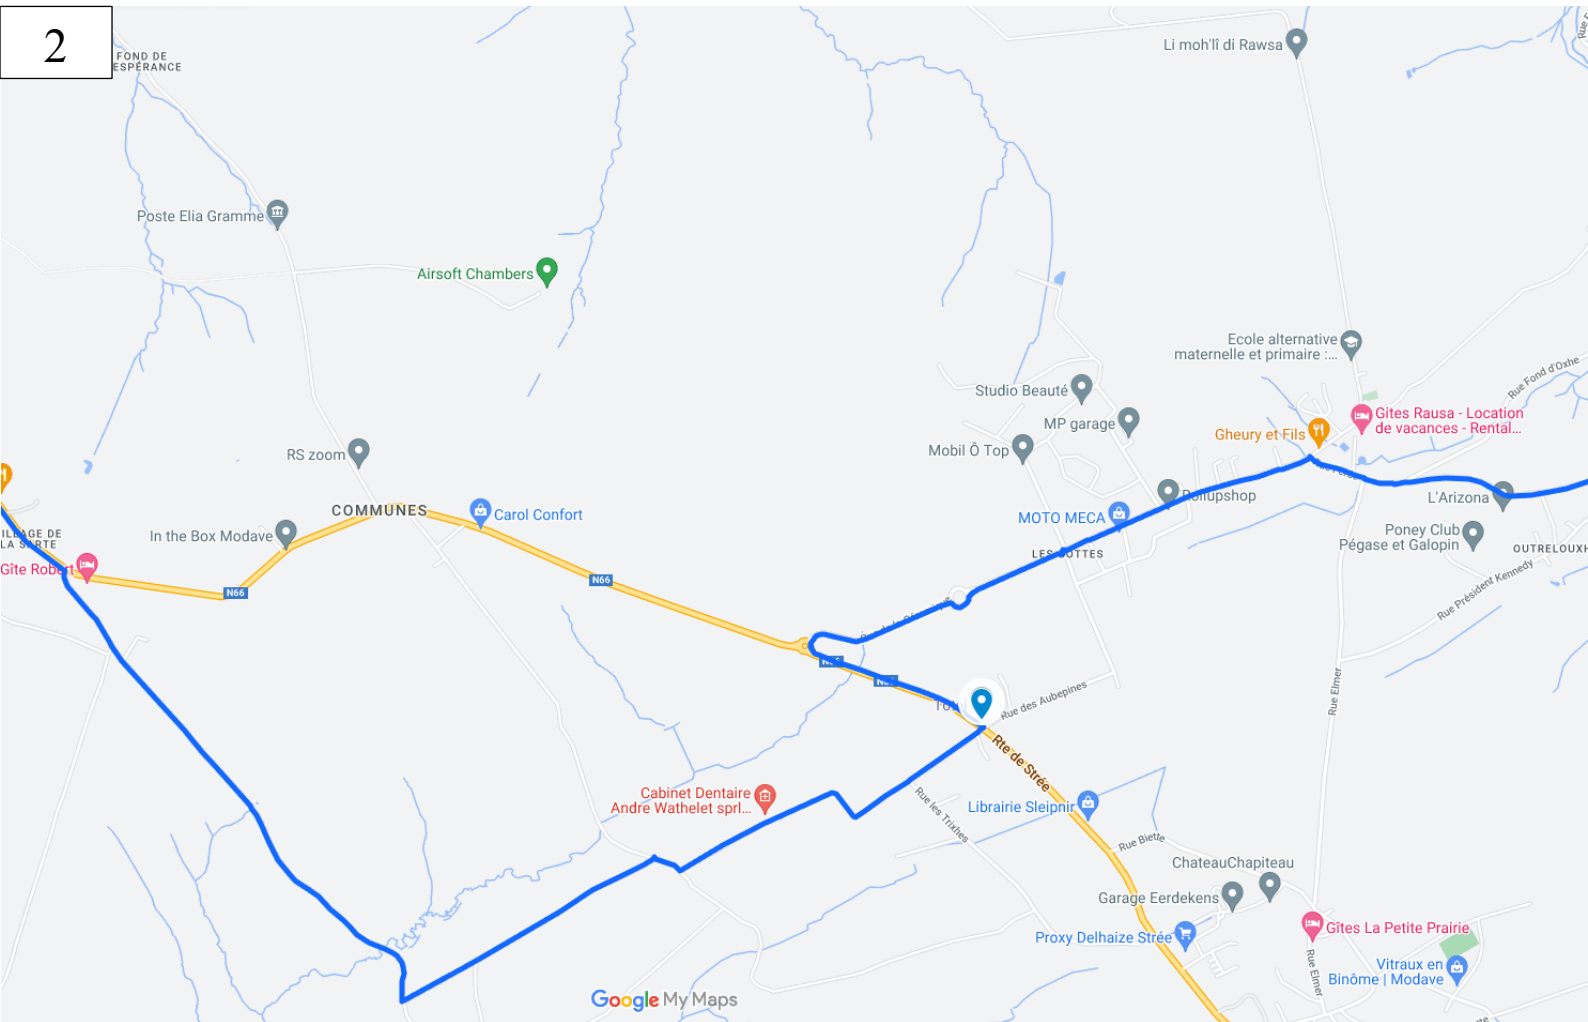 2
FOND DE
ESPÉRANCE
Li moh'lî di Rawsa
Poste Elia Gramme
Airsoft Chambers
Ecole alternative
maternelle et primaire :...
Rue Fond d'Oxhe
Studio Beauté
MP garage
Gites Rausa - Location
de vacances - Rental...
Gheury et Fils
Mobil Ô Top
RS zoom
Rollupshop
L'Arizona
COMMUNES
Carol Confort
MOTO MECA
In the Box Modave
LA SARTE
Poney Club
Pégase et Galopin
OUTRELOUXH
LES GOTTES
Gîte Robert
N66
N66
Rue Président Kennedy
Rue Elmer
Rue des Aubepines
Rte de Strée
Cabinet Dentaire
Andre Wathelet sprl...
Rue les Trixhes
Librairie Sleipnir
Rue Biette
ChateauChapiteau
Garage Eerdekens
Proxy Delhaize Strée
Gîtes La Petite Prairie
Rue Elmer
Vitraux en
Binôme | Modave
Google My Maps